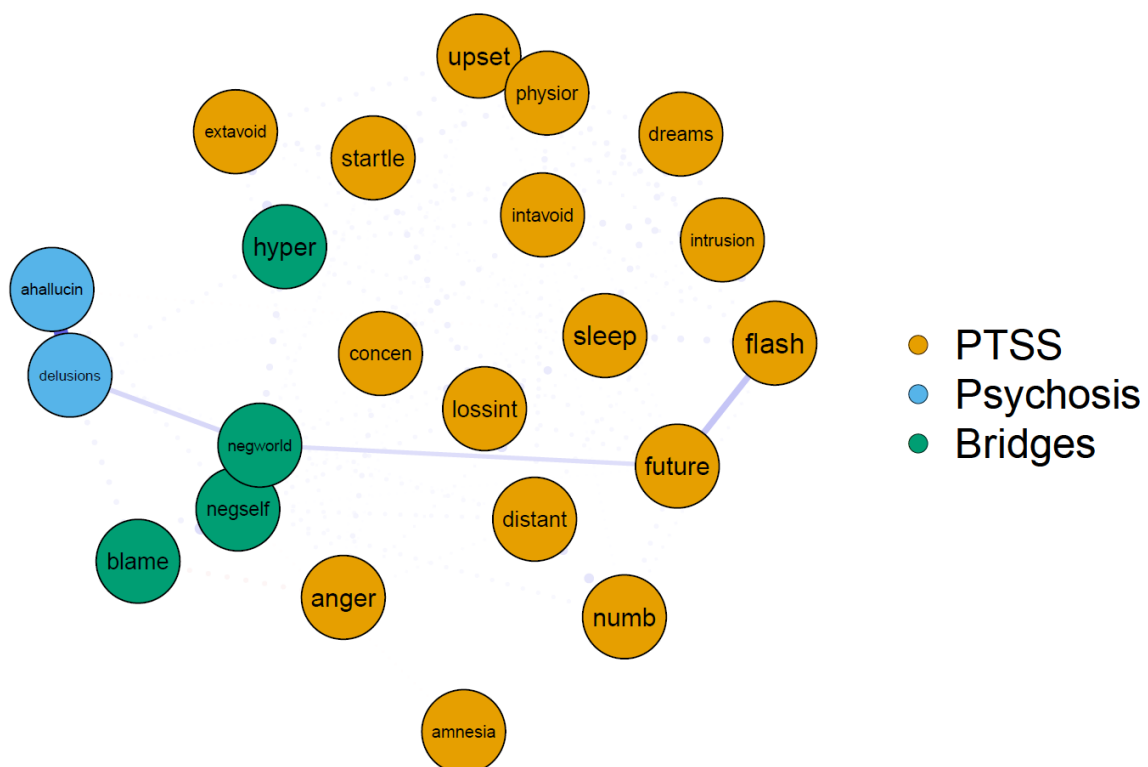 upset
physior
extavoid
dreams
startle
intavoid
intrusion
hyper
ahallucin
sleep
flash
concen
delusions
lossint
negworld
future
negself
distant
blame
anger
numb
amnesia
PTSS
Psychosis
Bridges